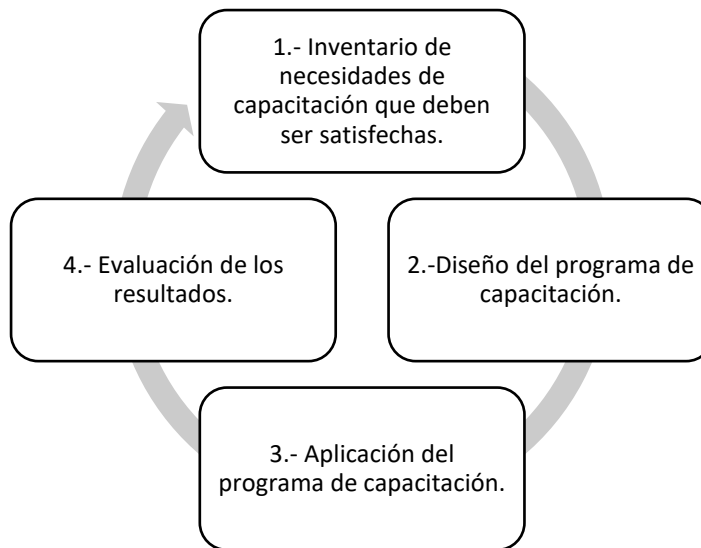 1.- Inventario de
necesidades de
capacitación que deben
ser satisfechas.
2.-Diseño del programa de
capacitación.
3.- Aplicación del
programa de capacitación.
4.- Evaluación de los
resultados.